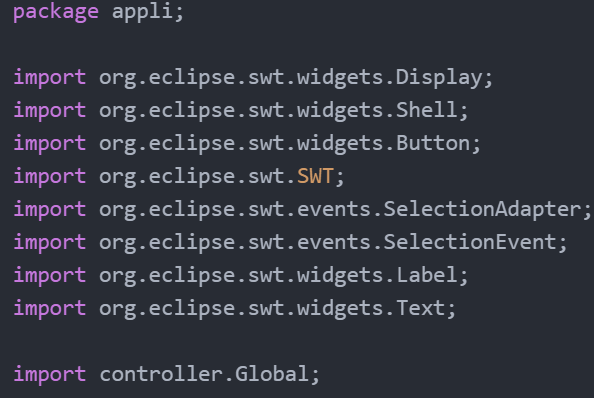 package appli;
import org.eclipse.swt.widgets.Display;
import org.eclipse.swt.widgets.Shell;
import org.eclipse.swt.widgets.Button;
import org.eclipse.swt.SWT;
import org.eclipse.swt.events.SelectionAdapter;
import org.eclipse.swt.events.SelectionEvent;
import org.eclipse.swt.widgets.Label;
import org.eclipse.swt.widgets.Text;
import controller.Global;